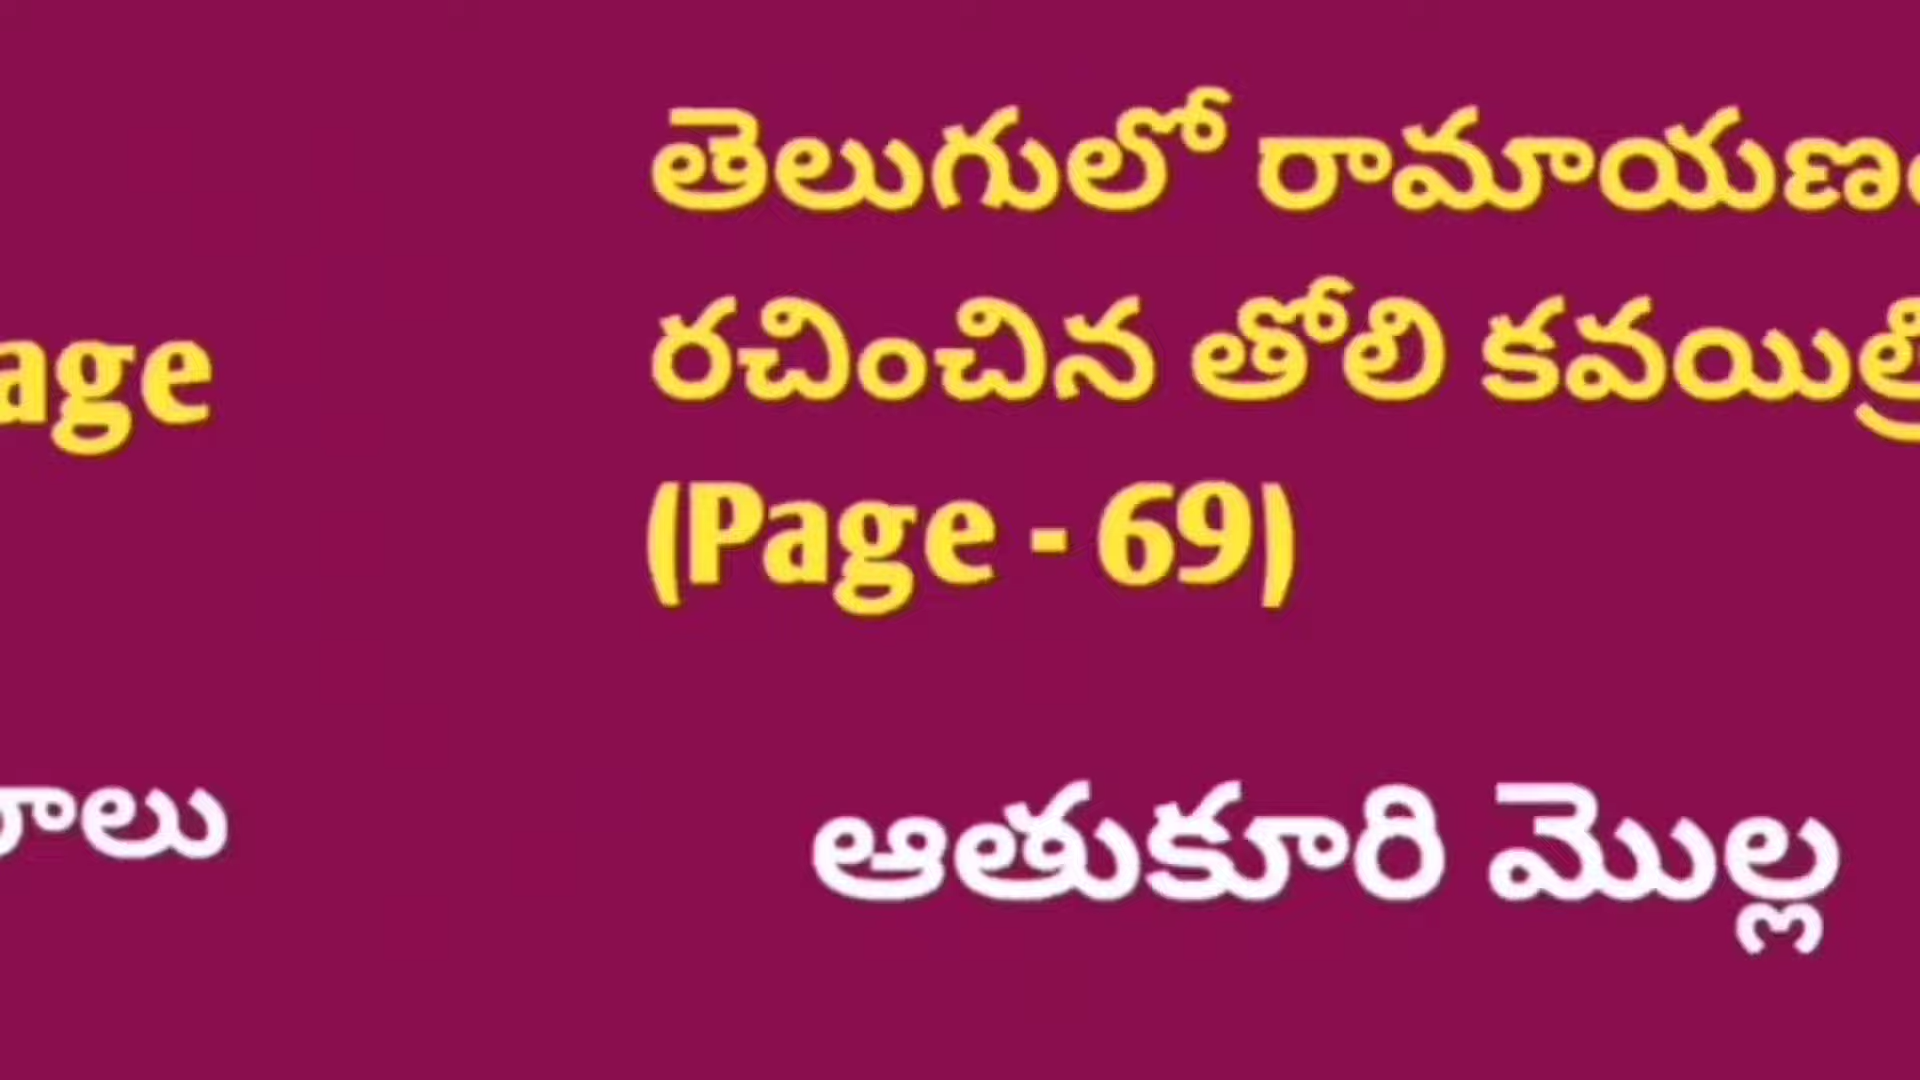 తెలుగులో రామాయణం
రచించిన తోలి కవయిత్రి
(Page - 69)
age
ఆతుకూరి మొల్ల